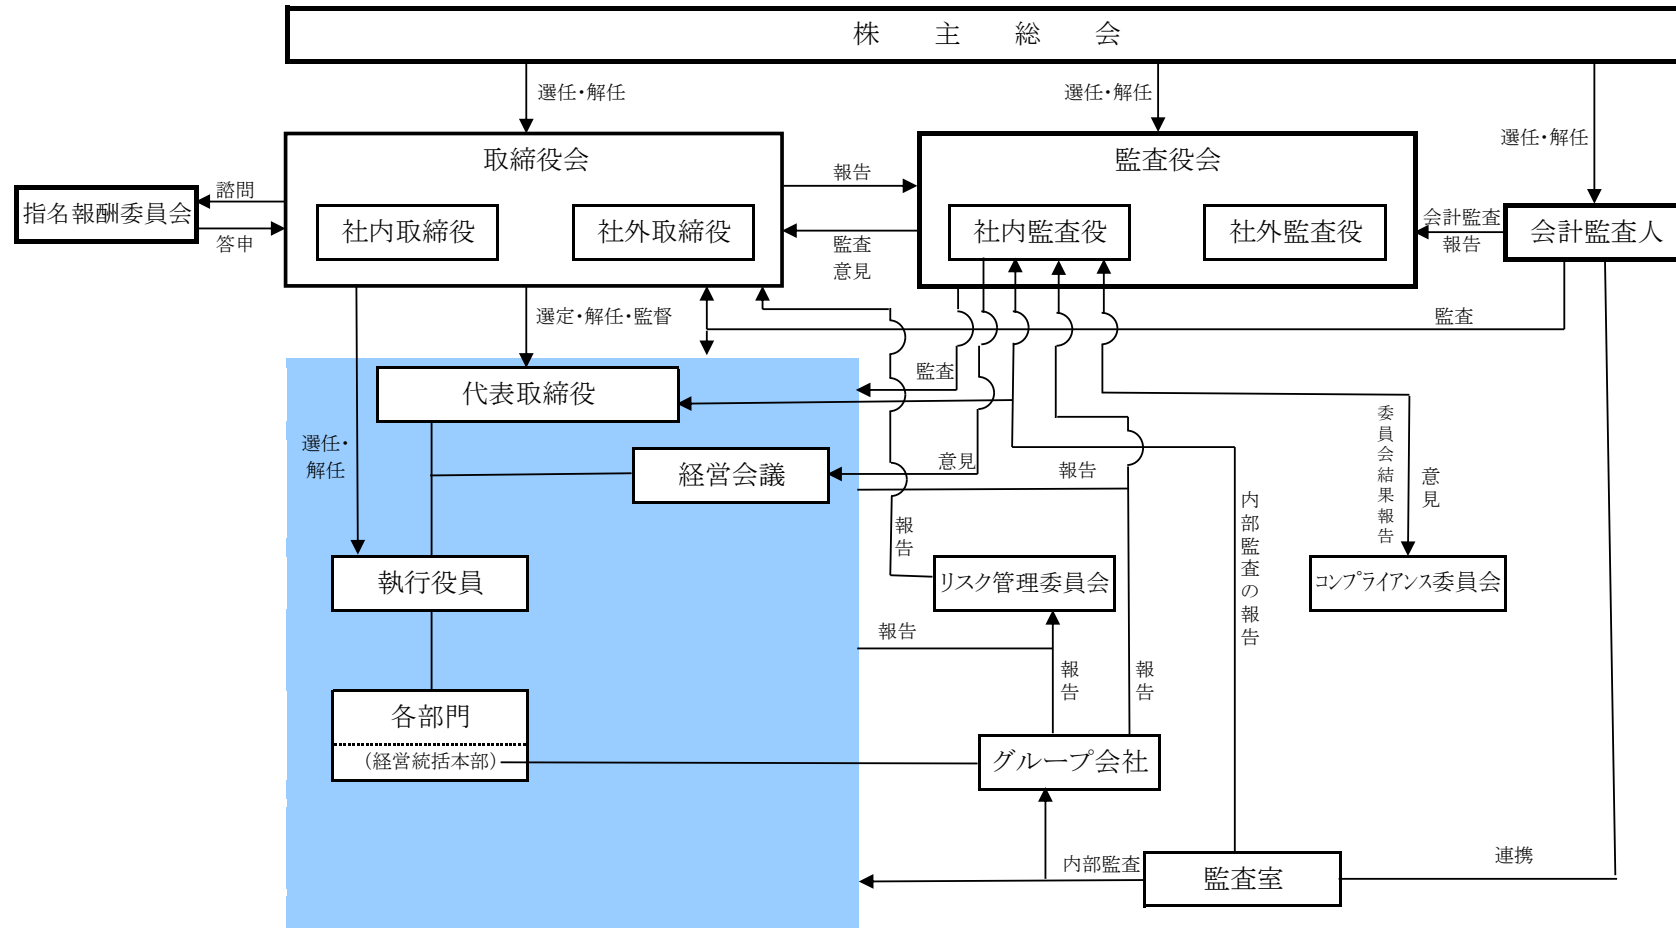 株主総会
選任・解任
選任・解任
選任・解任
取締役会
監査役会
報告
諮問
指名報酬委員会
答申
社内取締役
社外取締役
監査
意見
社内監査役
社外監査役
会計監査
報告
会計監査人
選定・解任・監督
監査
監査
代表取締役
選任・
解任
経営会議
意見
報告
委員会結果報告
意見
内部監査の報告
報告
執行役員
リスク管理委員会
コンプライアンス委員会
報告
報告
報告
各部門
(経営統括本部)
グループ会社
内部監査
監査室
連携